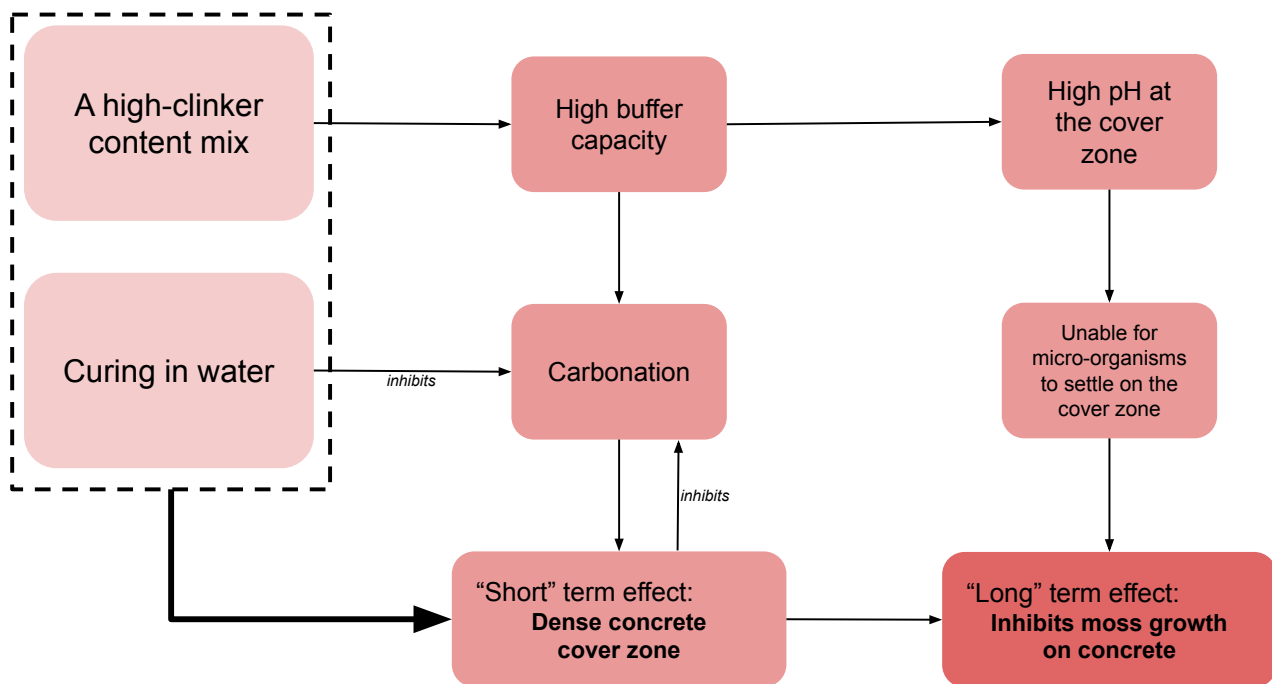 A high-clinker
content mix
High buffer
capacity
High pH at
the cover
zone
Curing in water
inhibits
Carbonation
Unable for
micro-organisms
to settle on the
cover zone
inhibits
“Short” term effect:
Dense concrete
cover zone
“Long” term effect:
Inhibits moss growth
on concrete